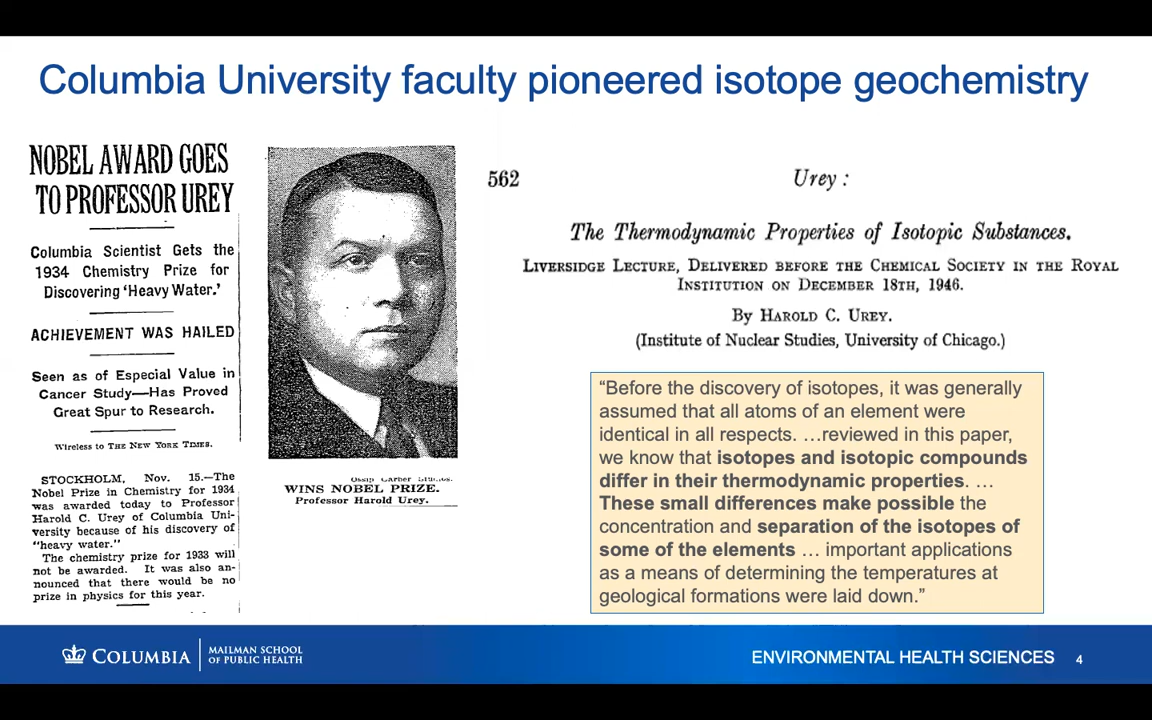 Columbia University faculty pioneered isotope geochemistry
NOBEL AWARD GOES
TO PROFESSOR UREY
Columbia Scientist Gets the
1934 Chemistry Prize for
Discovering 'Heavy Water.'
ACHIEVEMENT WAS HAILED
Seen as of Especial Value in
Cancer Study—Has Proved
Great Spur to Research.
Wireless to THE NEW YORK TIMES.
STOCKHOLM, Nov. 15.—The
Nobel Prize in Chemistry for 1934
was awarded today to Professor
Harold C. Urey of Columbia Uni-
versity because of his discovery of
"heavy water."
The chemistry prize for 1933 will
not be awarded. It was also an-
nounced that there would be no
prize in physics for this year.
WINS NOBEL PRIZE.
Professor Harold Urey.
562
Urey :
The Thermodynamic Properties of Isotopic Substances.
LIVERSIDGE LECTURE, DELIVERED BEFORE THE CHEMICAL SOCIETY IN THE ROYAL
INSTITUTION ON DECEMBER 18TH, 1946.
By HAROLD C. UREY.
(Institute of Nuclear Studies, University of Chicago.)
“Before the discovery of isotopes, it was generally
assumed that all atoms of an element were
identical in all respects. …reviewed in this paper,
we know that isotopes and isotopic compounds
differ in their thermodynamic properties. …
These small differences make possible the
concentration and separation of the isotopes of
some of the elements … important applications
as a means of determining the temperatures at
geological formations were laid down.”
COLUMBIA
MAILMAN SCHOOL
OF PUBLIC HEALTH
ENVIRONMENTAL HEALTH SCIENCES
4